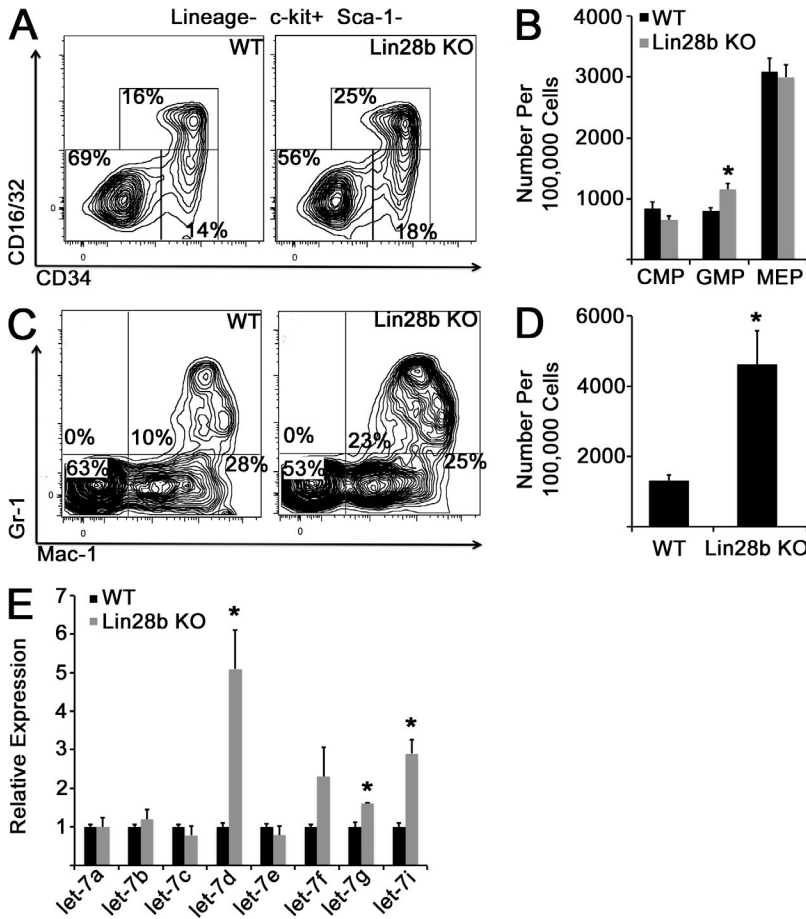 A
Lineage- c-kit+ Sca-1-
WT
Lin28b KO
16%
25%
69%
56%
14%
18%
0
0
0
CD16/32
CD34
B
WT
Lin28b KO
Number Per
100,000 Cells
4000
3000
2000
1000
*
CMP GMP MEP
C
WT
Lin28b KO
0%
10%
0%
23%
63%
28%
53%
25%
0
0
0
Gr-1
Mac-1
D
Number Per
100,000 Cells
6000
4000
2000
*
WT Lin28b KO
E
WT
Lin28b KO
Relative Expression
7
6
5
4
3
2
1
*
*
*
let-7a let-7b let-7c let-7d let-7e let-7f let-7g let-7i